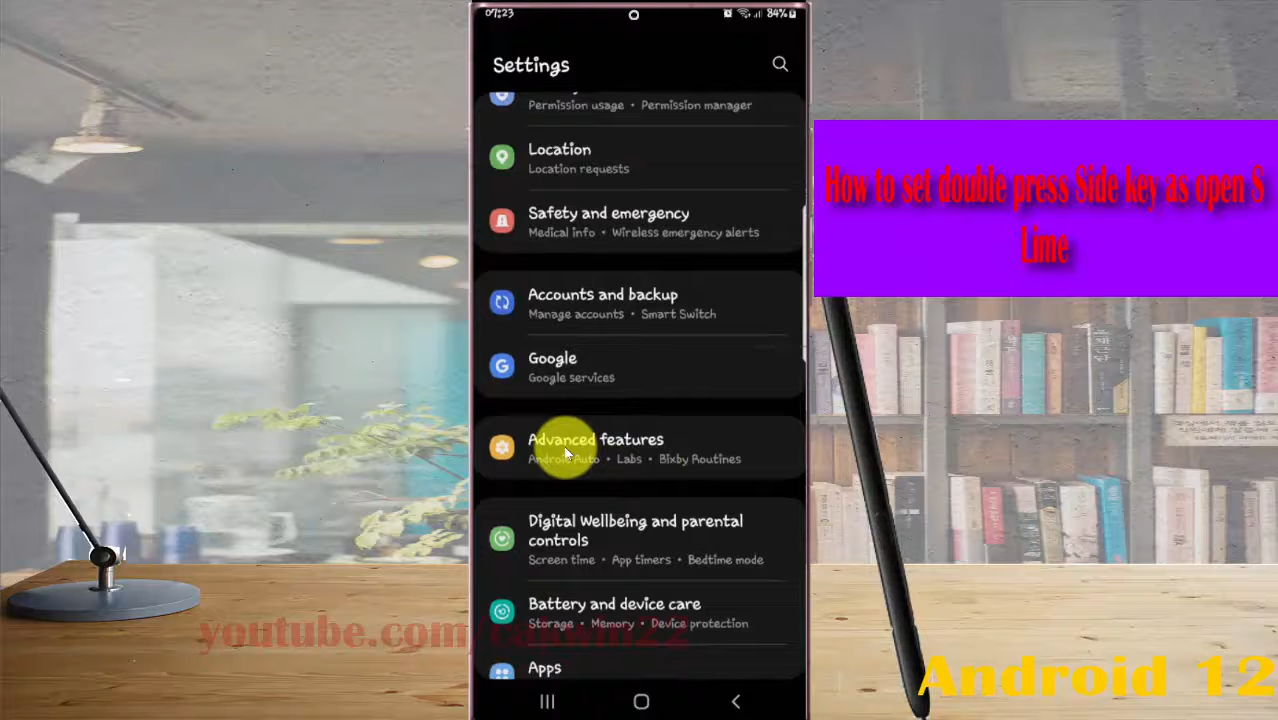 07:23
84%
Settings
Permission usage • Permission manager
Location
Location requests
Safety and emergency
Medical info • Wireless emergency alerts
Accounts and backup
Manage accounts • Smart Switch
Google
Google services
Advanced features
Android Auto • Labs • Bixby Routines
Digital Wellbeing and parental
controls
Screen time • App timers • Bedtime mode
Battery and device care
Storage • Memory • Device protection
Apps
How to set double press Side key as open S
Lime
youtube.com/cakwin22
Android 12